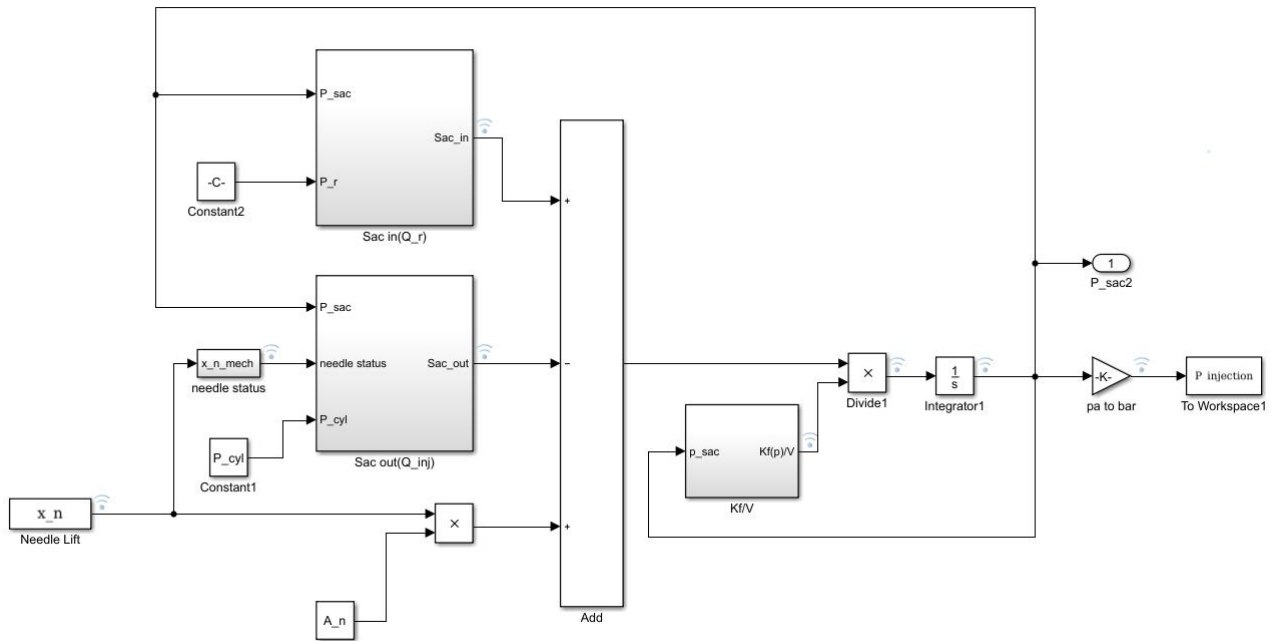 P_sac
Sac_in
-C-
P_r
Constant2
Sac in(Q_r)
+
1
P_sac2
P_sac
x_n_mech
needle status
Sac_out
−
needle status
P_cyl
P_cyl
Constant1
Sac out(Q_inj)
×
Divide1
1
s
Integrator1
-K-
pa to bar
P injection
To Workspace1
p_sac
Kf(p)/V
Kf/V
x_n
Needle Lift
×
+
A_n
Add